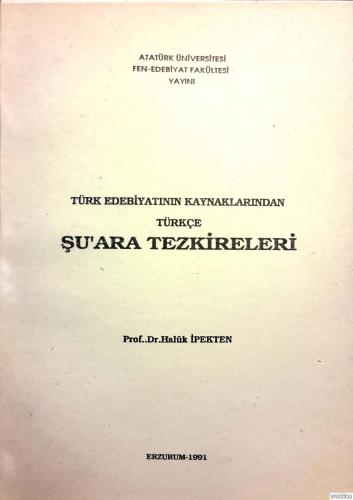 ATATÜRK ÜNİVERSİTESİ
FEN-EDEBİYAT FAKÜLTESİ
YAYINI
TÜRK EDEBİYATININ KAYNAKLARINDAN
TÜRKÇE
ŞU'ARA TEZKİRELERİ
Prof..Dr.Halûk İPEKTEN
ERZURUM-1991